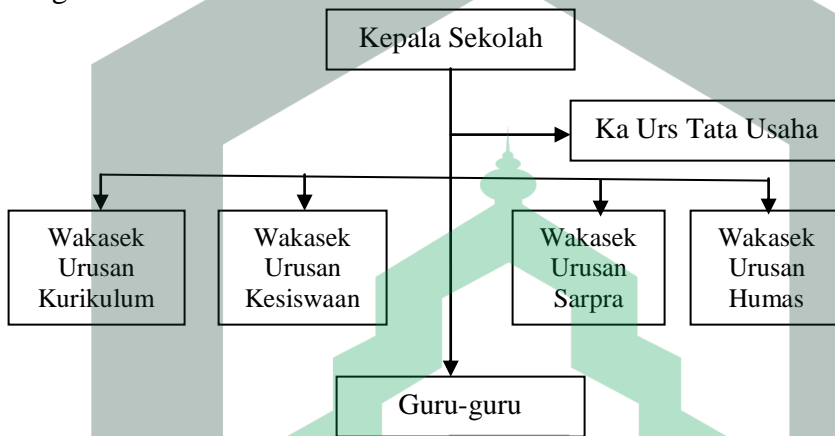 Kepala Sekolah
Ka Urs Tata Usaha
Wakasek
Urusan
Kurikulum
Wakasek
Urusan
Kesiswaan
Wakasek
Urusan
Sarpra
Wakasek
Urusan
Humas
Guru-guru